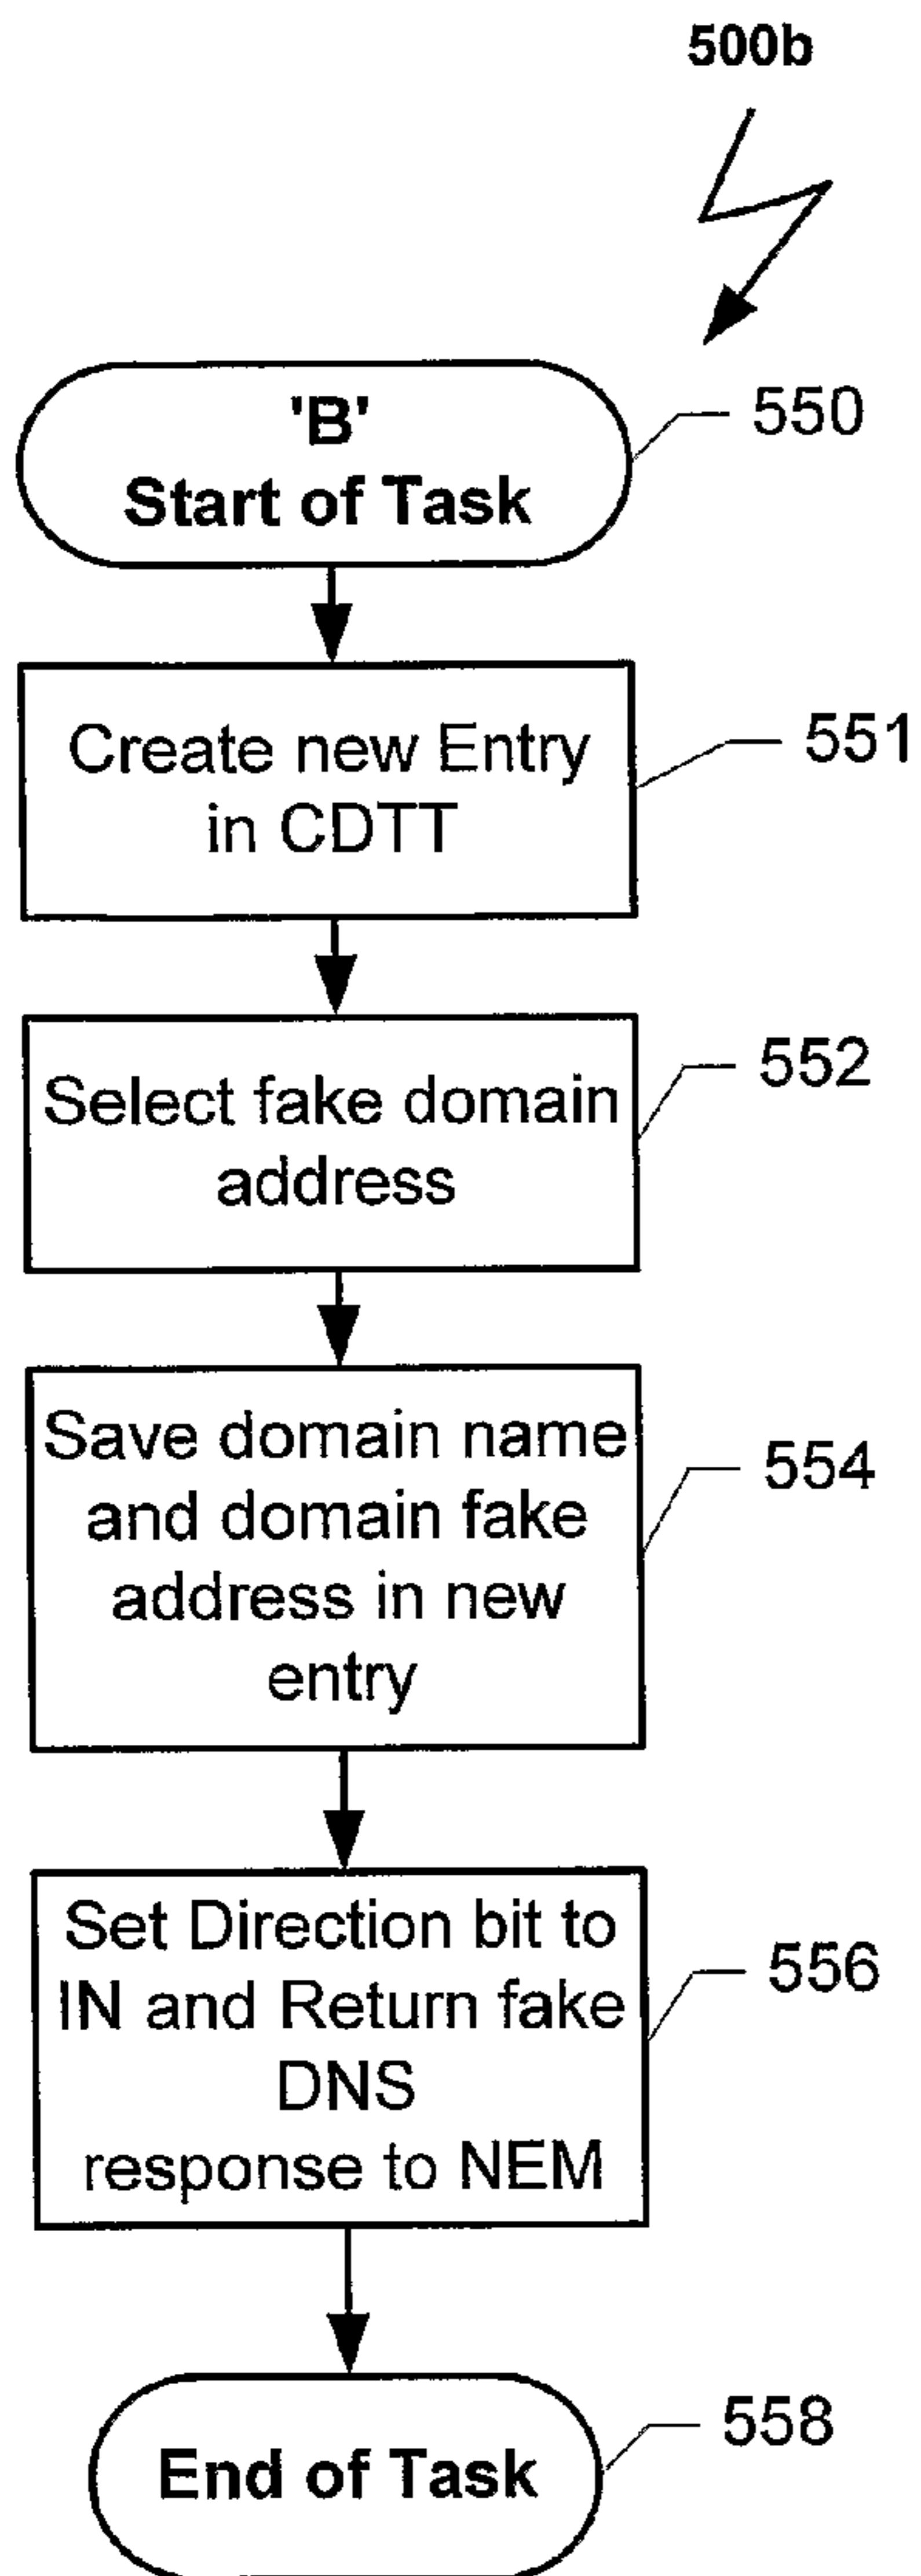 500b
'B'
Start of Task
550
Create new Entry
in CDTT
551
Select fake domain
address
552
Save domain name
and domain fake
address in new
entry
554
Set Direction bit to
IN and Return fake
DNS
response to NEM
556
End of Task
558